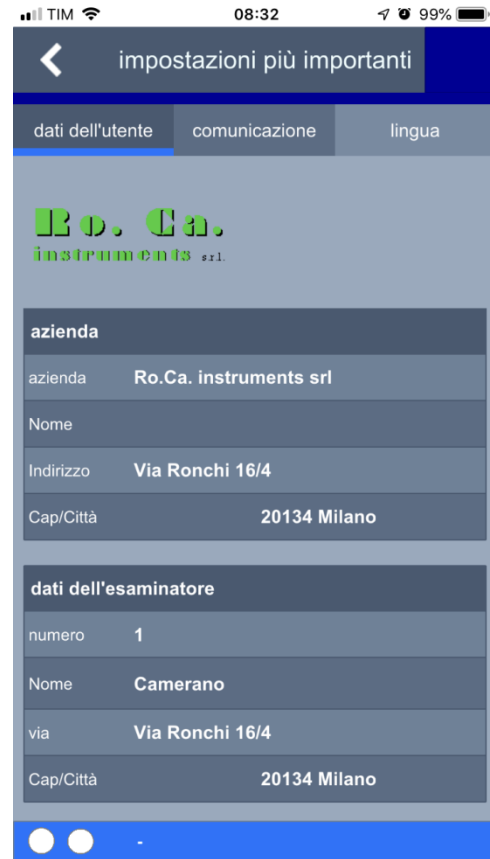 TIM 08:32 99%
impostazioni più importanti
dati dell'utente comunicazione lingua
Ro. Ca.
instruments s.r.l.
azienda
azienda Ro.Ca. instruments srl
Nome
Indirizzo Via Ronchi 16/4
Cap/Città 20134 Milano
dati dell'esaminatore
numero 1
Nome Camerano
via Via Ronchi 16/4
Cap/Città 20134 Milano
-